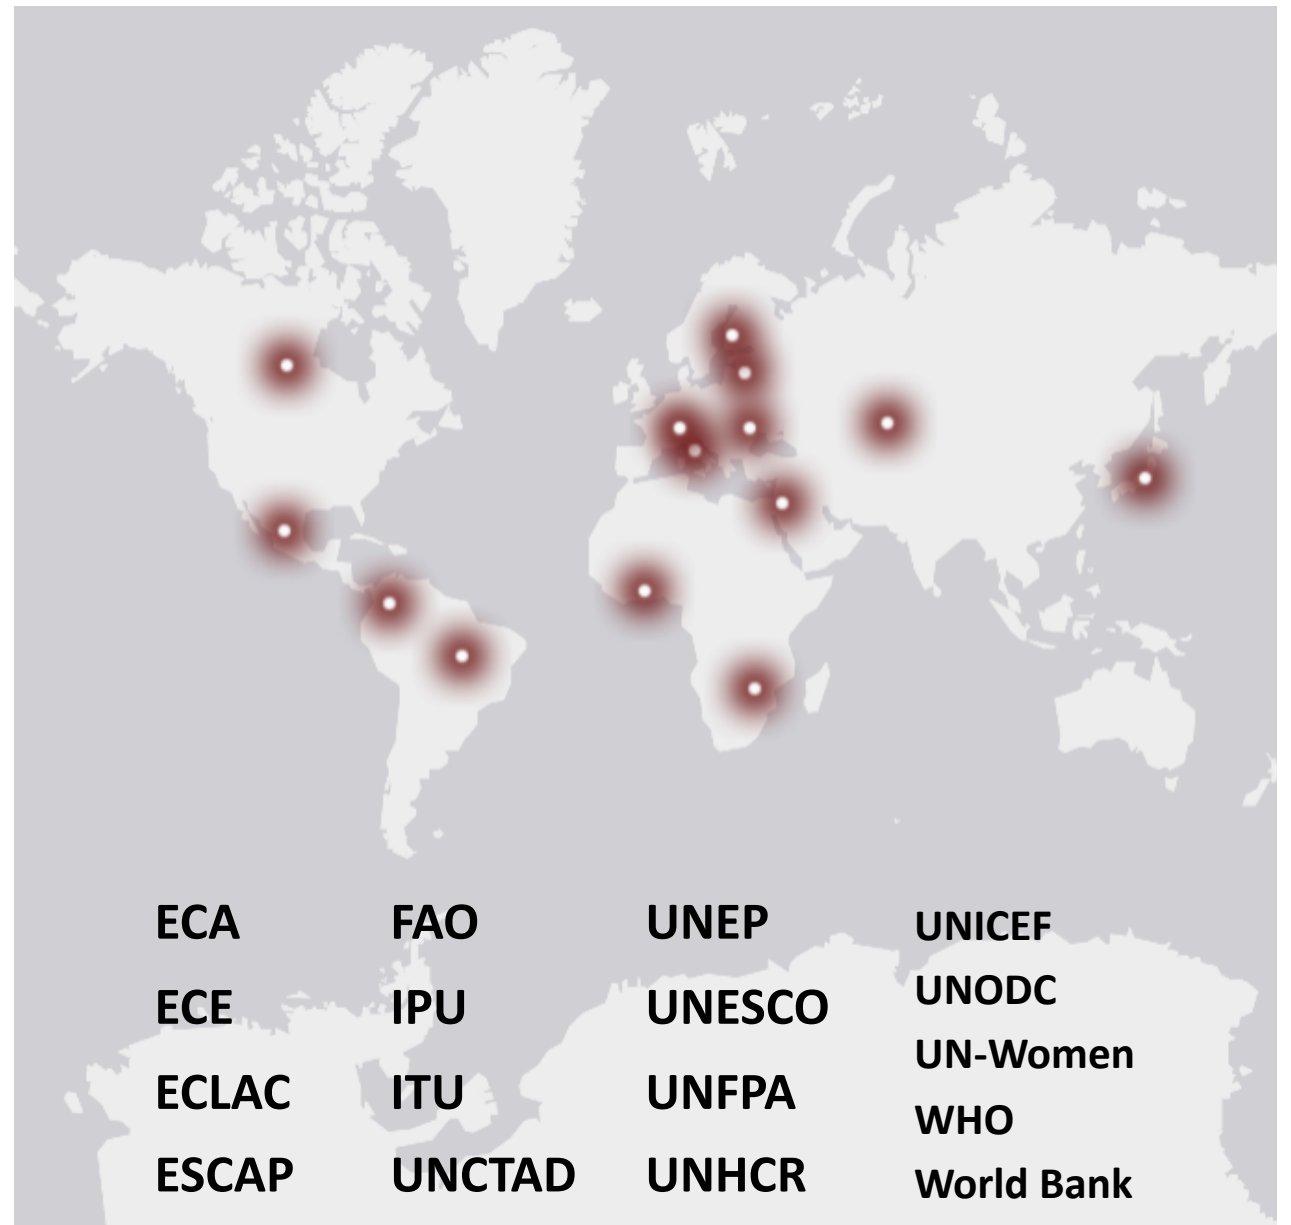 ECA
ECE
ECLAC
ESCAP
FAO
IPU
ITU
UNCTAD
UNEP
UNESCO
UNFPA
UNHCR
UNICEF
UNODC
UN-Women
WHO
World Bank